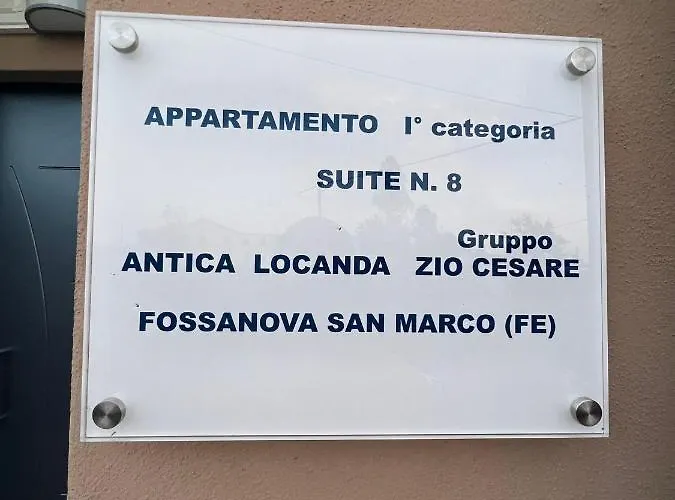 APPARTAMENTO I° categoria
SUITE N. 8
Gruppo
ANTICA LOCANDA ZIO CESARE
FOSSANOVA SAN MARCO (FE)